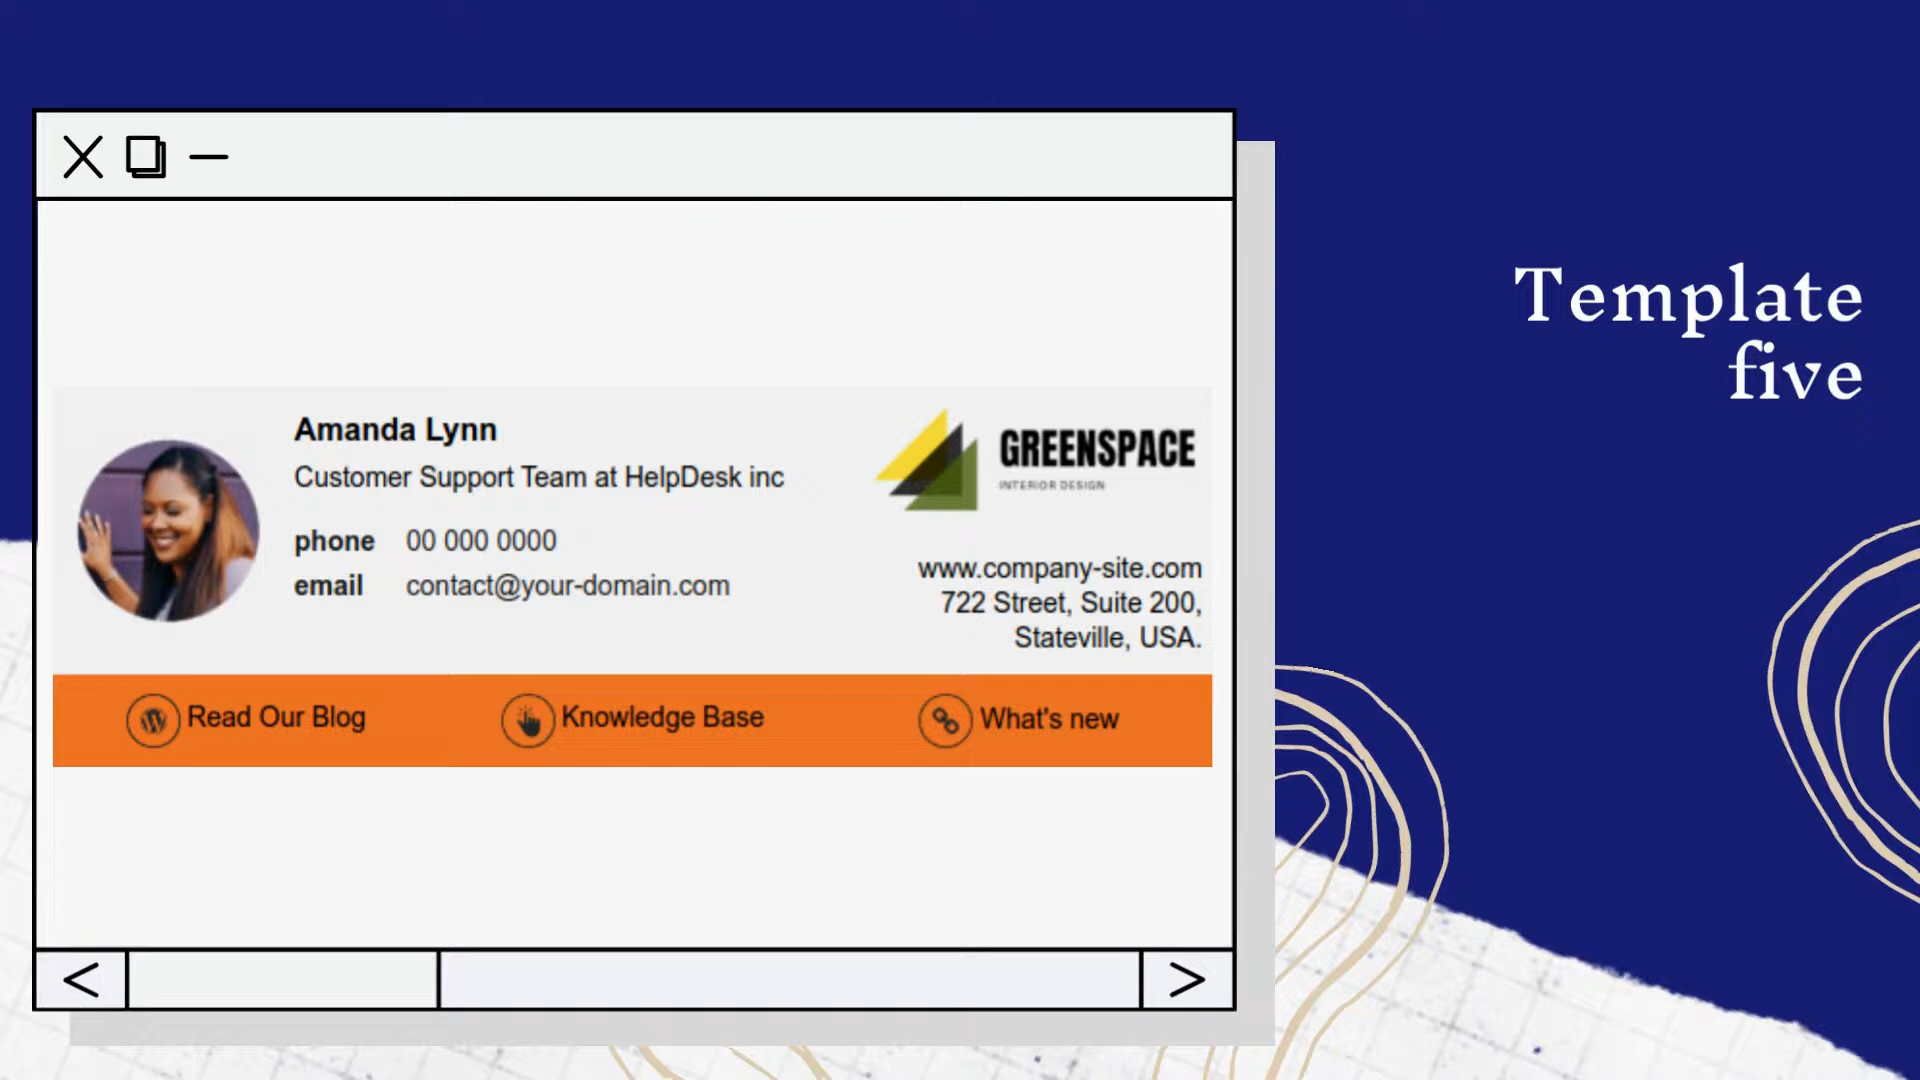 Template
five
Amanda Lynn
Customer Support Team at HelpDesk inc
phone 00 000 0000
email contact@your-domain.com
GREENSPACE
INTERIOR DESIGN
www.company-site.com
722 Street, Suite 200,
Stateville, USA.
Read Our Blog
Knowledge Base
What's new